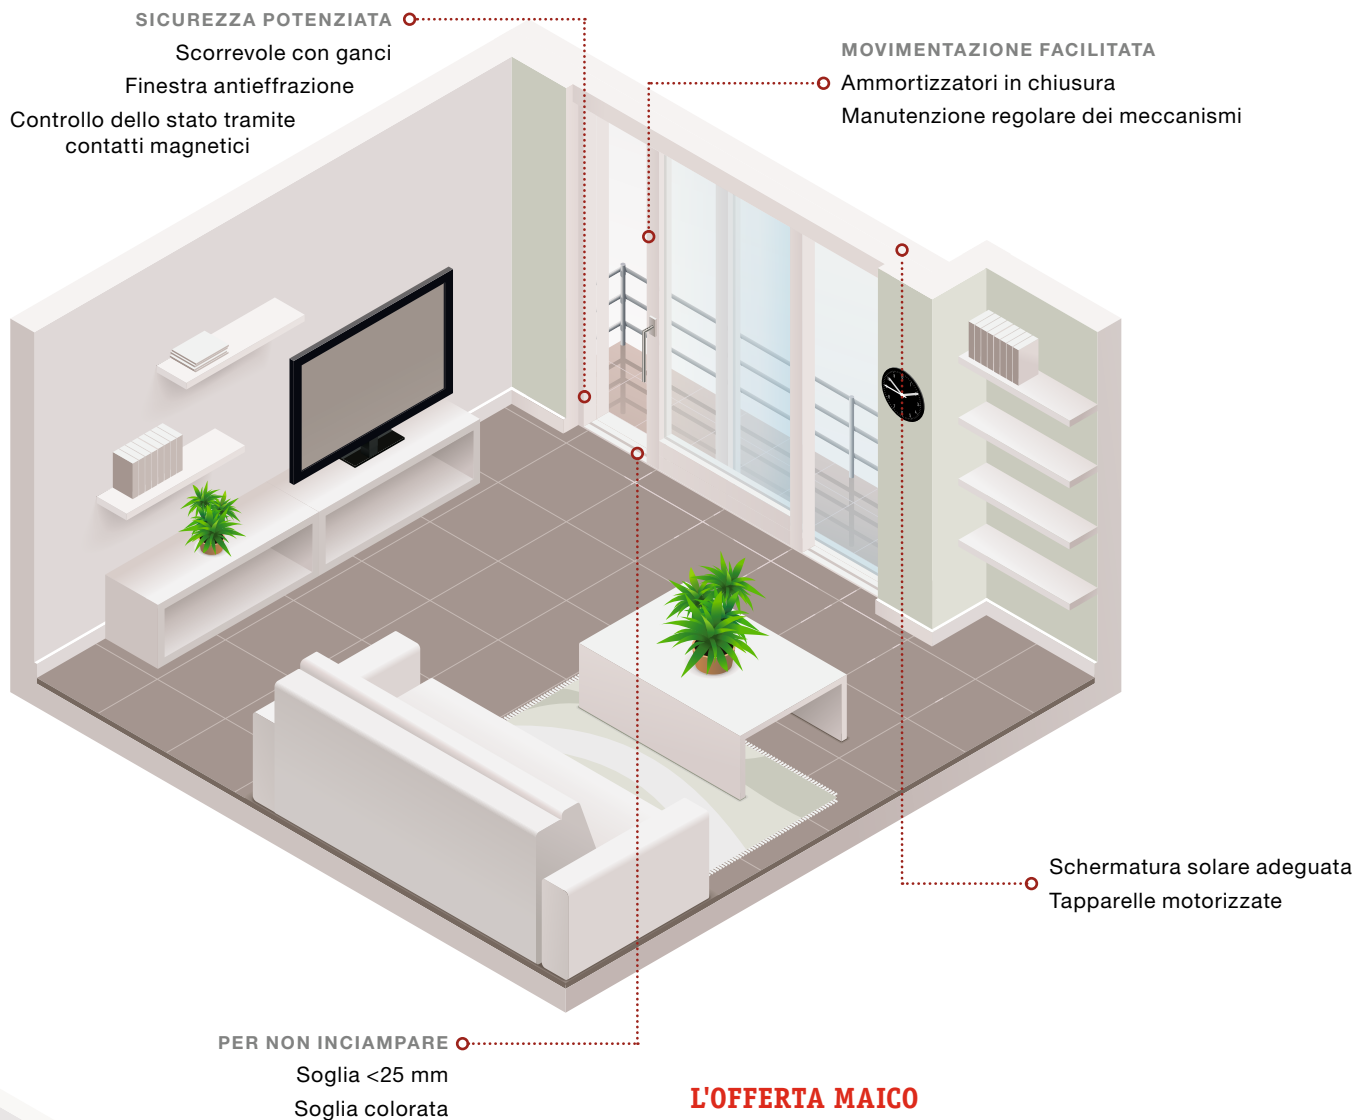 SICUREZZA POTENZIATA
Scorrevole con ganci
Finestra antieffrazione
Controllo dello stato tramite
contatti magnetici
MOVIMENTAZIONE FACILITATA
Ammortizzatori in chiusura
Manutenzione regolare dei meccanismi
Schermatura solare adeguata
Tapparelle motorizzate
PER NON INCIAMPARE
Soglia <25 mm
Soglia colorata
L'OFFERTA MAICO